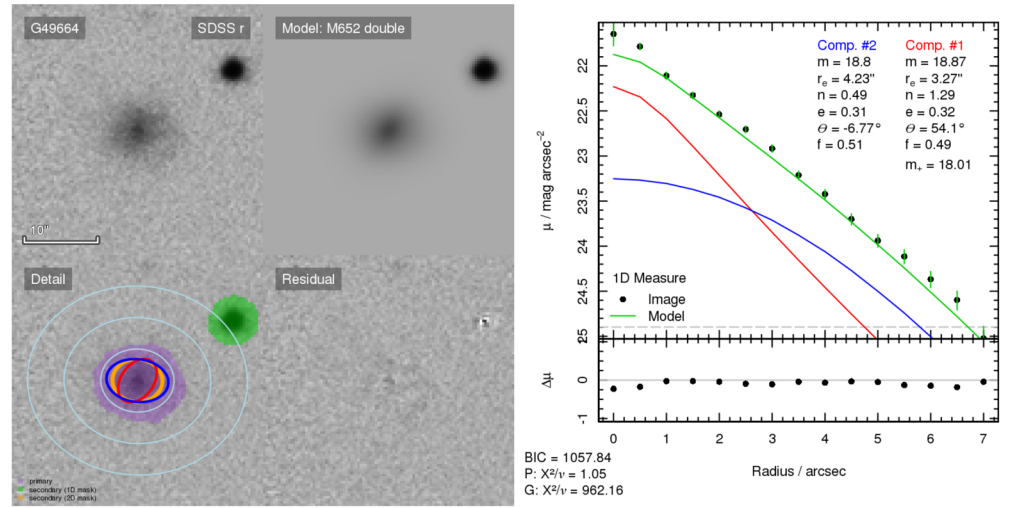 G49664
SDSS r
Model: M652 double
10"
Detail
Residual
primary
secondary (1D mask)
secondary (2D mask)
Comp. #2
m = 18.8
rₑ = 4.23"
n = 0.49
e = 0.31
Θ = -6.77°
f = 0.51
Comp. #1
m = 18.87
rₑ = 3.27"
n = 1.29
e = 0.32
Θ = 54.1°
f = 0.49
m₊ = 18.01
μ / mag arcsec⁻²
22
22.5
23
23.5
24
24.5
25
1D Measure
Image
Model
Δμ
0
-1
0 1 2 3 4 5 6 7
Radius / arcsec
BIC = 1057.84
P: X²/ν = 1.05
G: X²/ν = 962.16